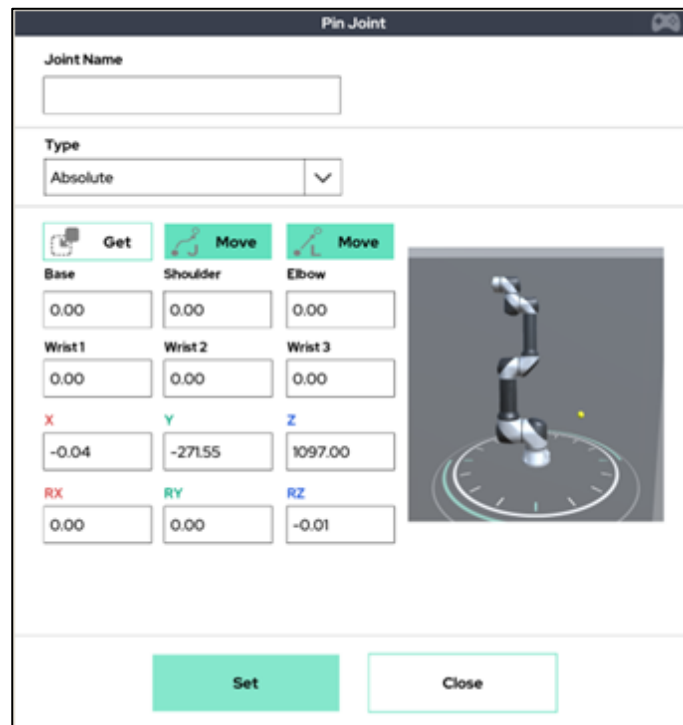 Pin Joint
Joint Name
Type
Absolute
Get
J Move
L Move
Base Shoulder Elbow
0.00 0.00 0.00
Wrist 1 Wrist 2 Wrist 3
0.00 0.00 0.00
X Y Z
-0.04 -271.55 1097.00
RX RY RZ
0.00 0.00 -0.01
Set Close